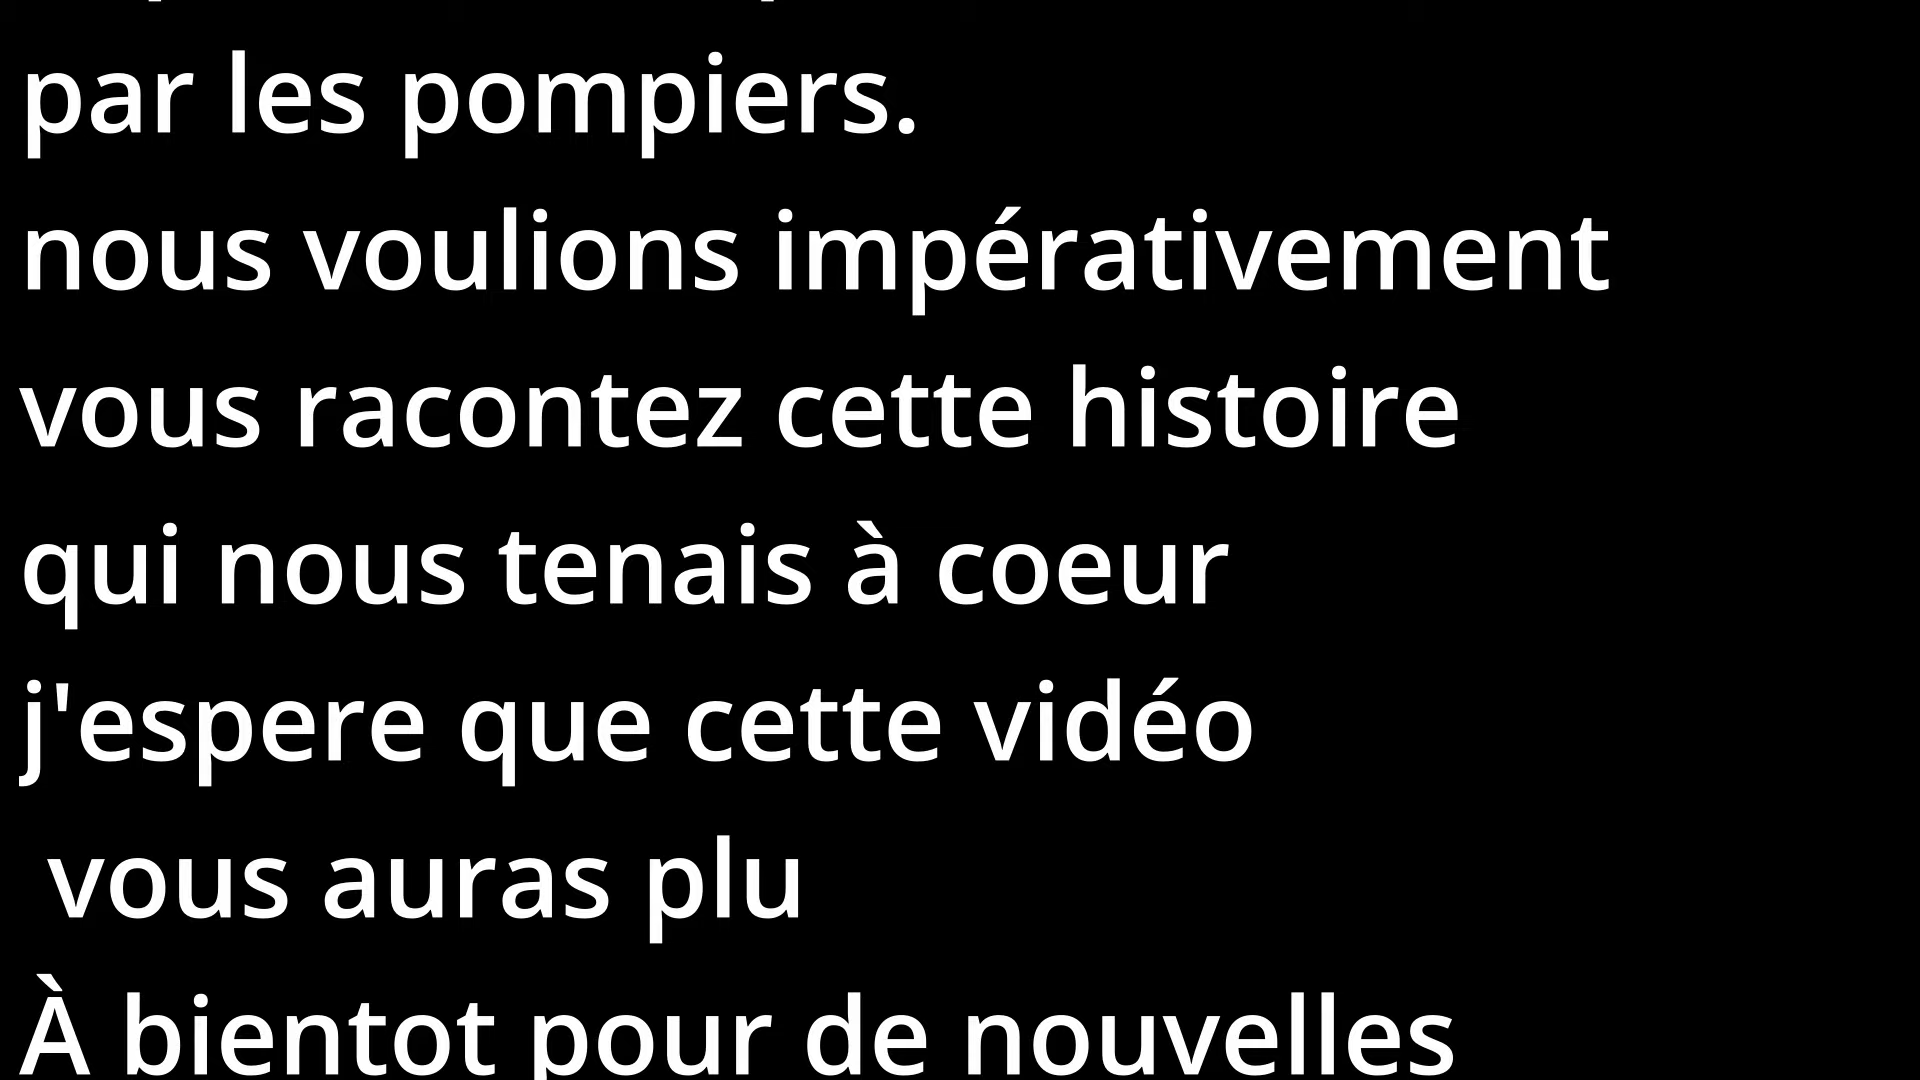 par les pompiers.
nous voulions impérativement
vous racontez cette histoire
qui nous tenais à coeur
j'espere que cette vidéo
vous auras plu
À bientot pour de nouvelles